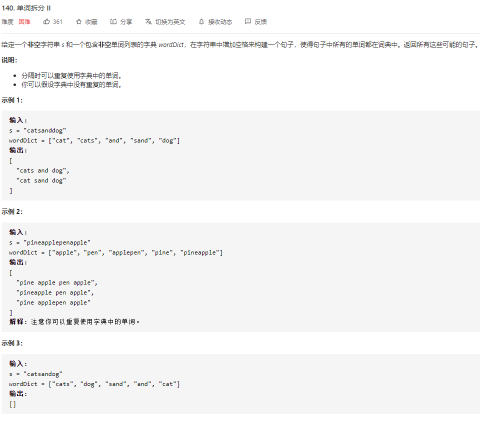 140. 单词拆分 II
难度 困难 361 收藏 分享 切换为英文 接收动态 反馈
给定一个非空字符串 s 和一个包含非空单词列表的字典 wordDict，在字符串中增加空格来构建一个句子，使得句子中所有的单词都在词典中。返回所有这些可能的句子。
说明：
分隔时可以重复使用字典中的单词。
你可以假设字典中没有重复的单词。
示例 1：
输入:
s = "catsanddog"
wordDict = ["cat", "cats", "and", "sand", "dog"]
输出:
[
"cats and dog",
"cat sand dog"
]
示例 2：
输入:
s = "pineapplepenapple"
wordDict = ["apple", "pen", "applepen", "pine", "pineapple"]
输出:
[
"pine apple pen apple",
"pineapple pen apple",
"pine applepen apple"
]
解释: 注意你可以重复使用字典中的单词。
示例 3：
输入:
s = "catsandog"
wordDict = ["cats", "dog", "sand", "and", "cat"]
输出:
[]